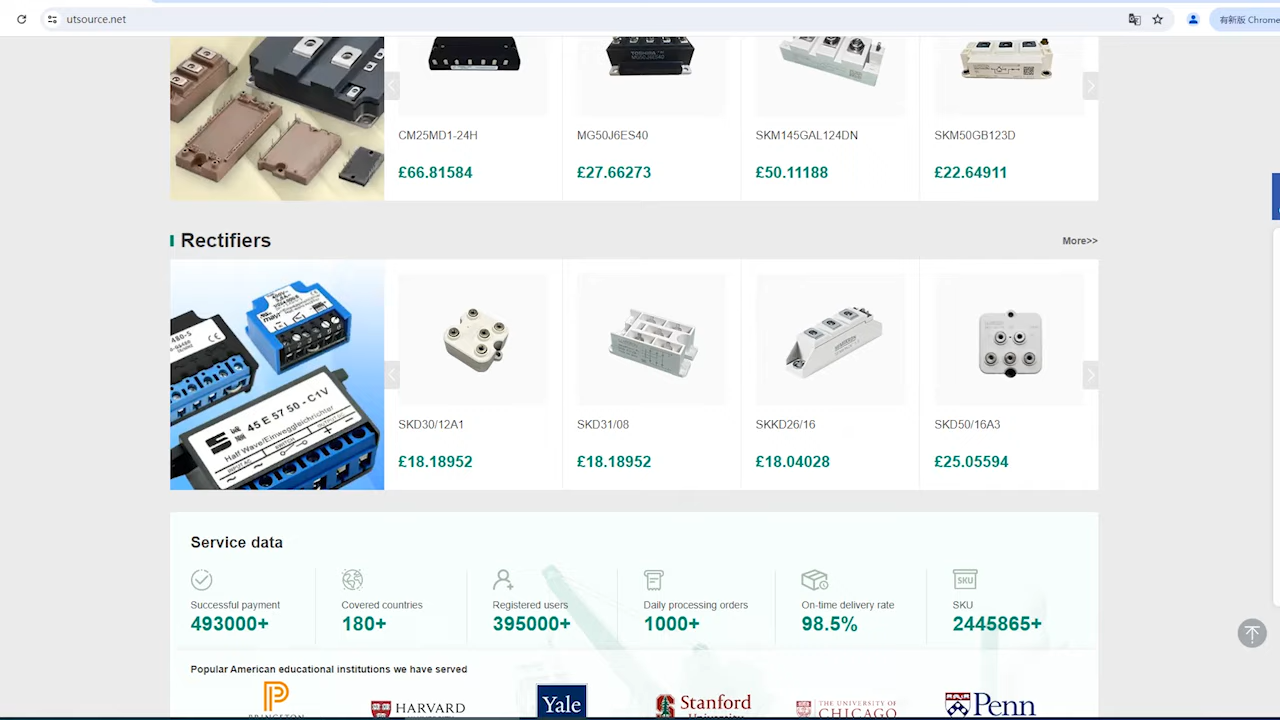 utsource.net
有新版 Chrome
CM25MD1-24H
MG50J6ES40
SKM145GAL124DN
SKM50GB123D
£66.81584
£27.66273
£50.11188
£22.64911
Rectifiers
More>>
45 E 57 50 - C1V
Half Wave/Einweggleichrichter
SKD30/12A1
SKD31/08
SKKD26/16
SKD50/16A3
£18.18952
£18.18952
£18.04028
£25.05594
Service data
SKU
Successful payment
Covered countries
Registered users
Daily processing orders
On-time delivery rate
SKU
493000+
180+
395000+
1000+
98.5%
2445865+
Popular American educational institutions we have served
PRINCETON
HARVARD
Yale
Stanford
University
THE UNIVERSITY OF
CHICAGO
Penn